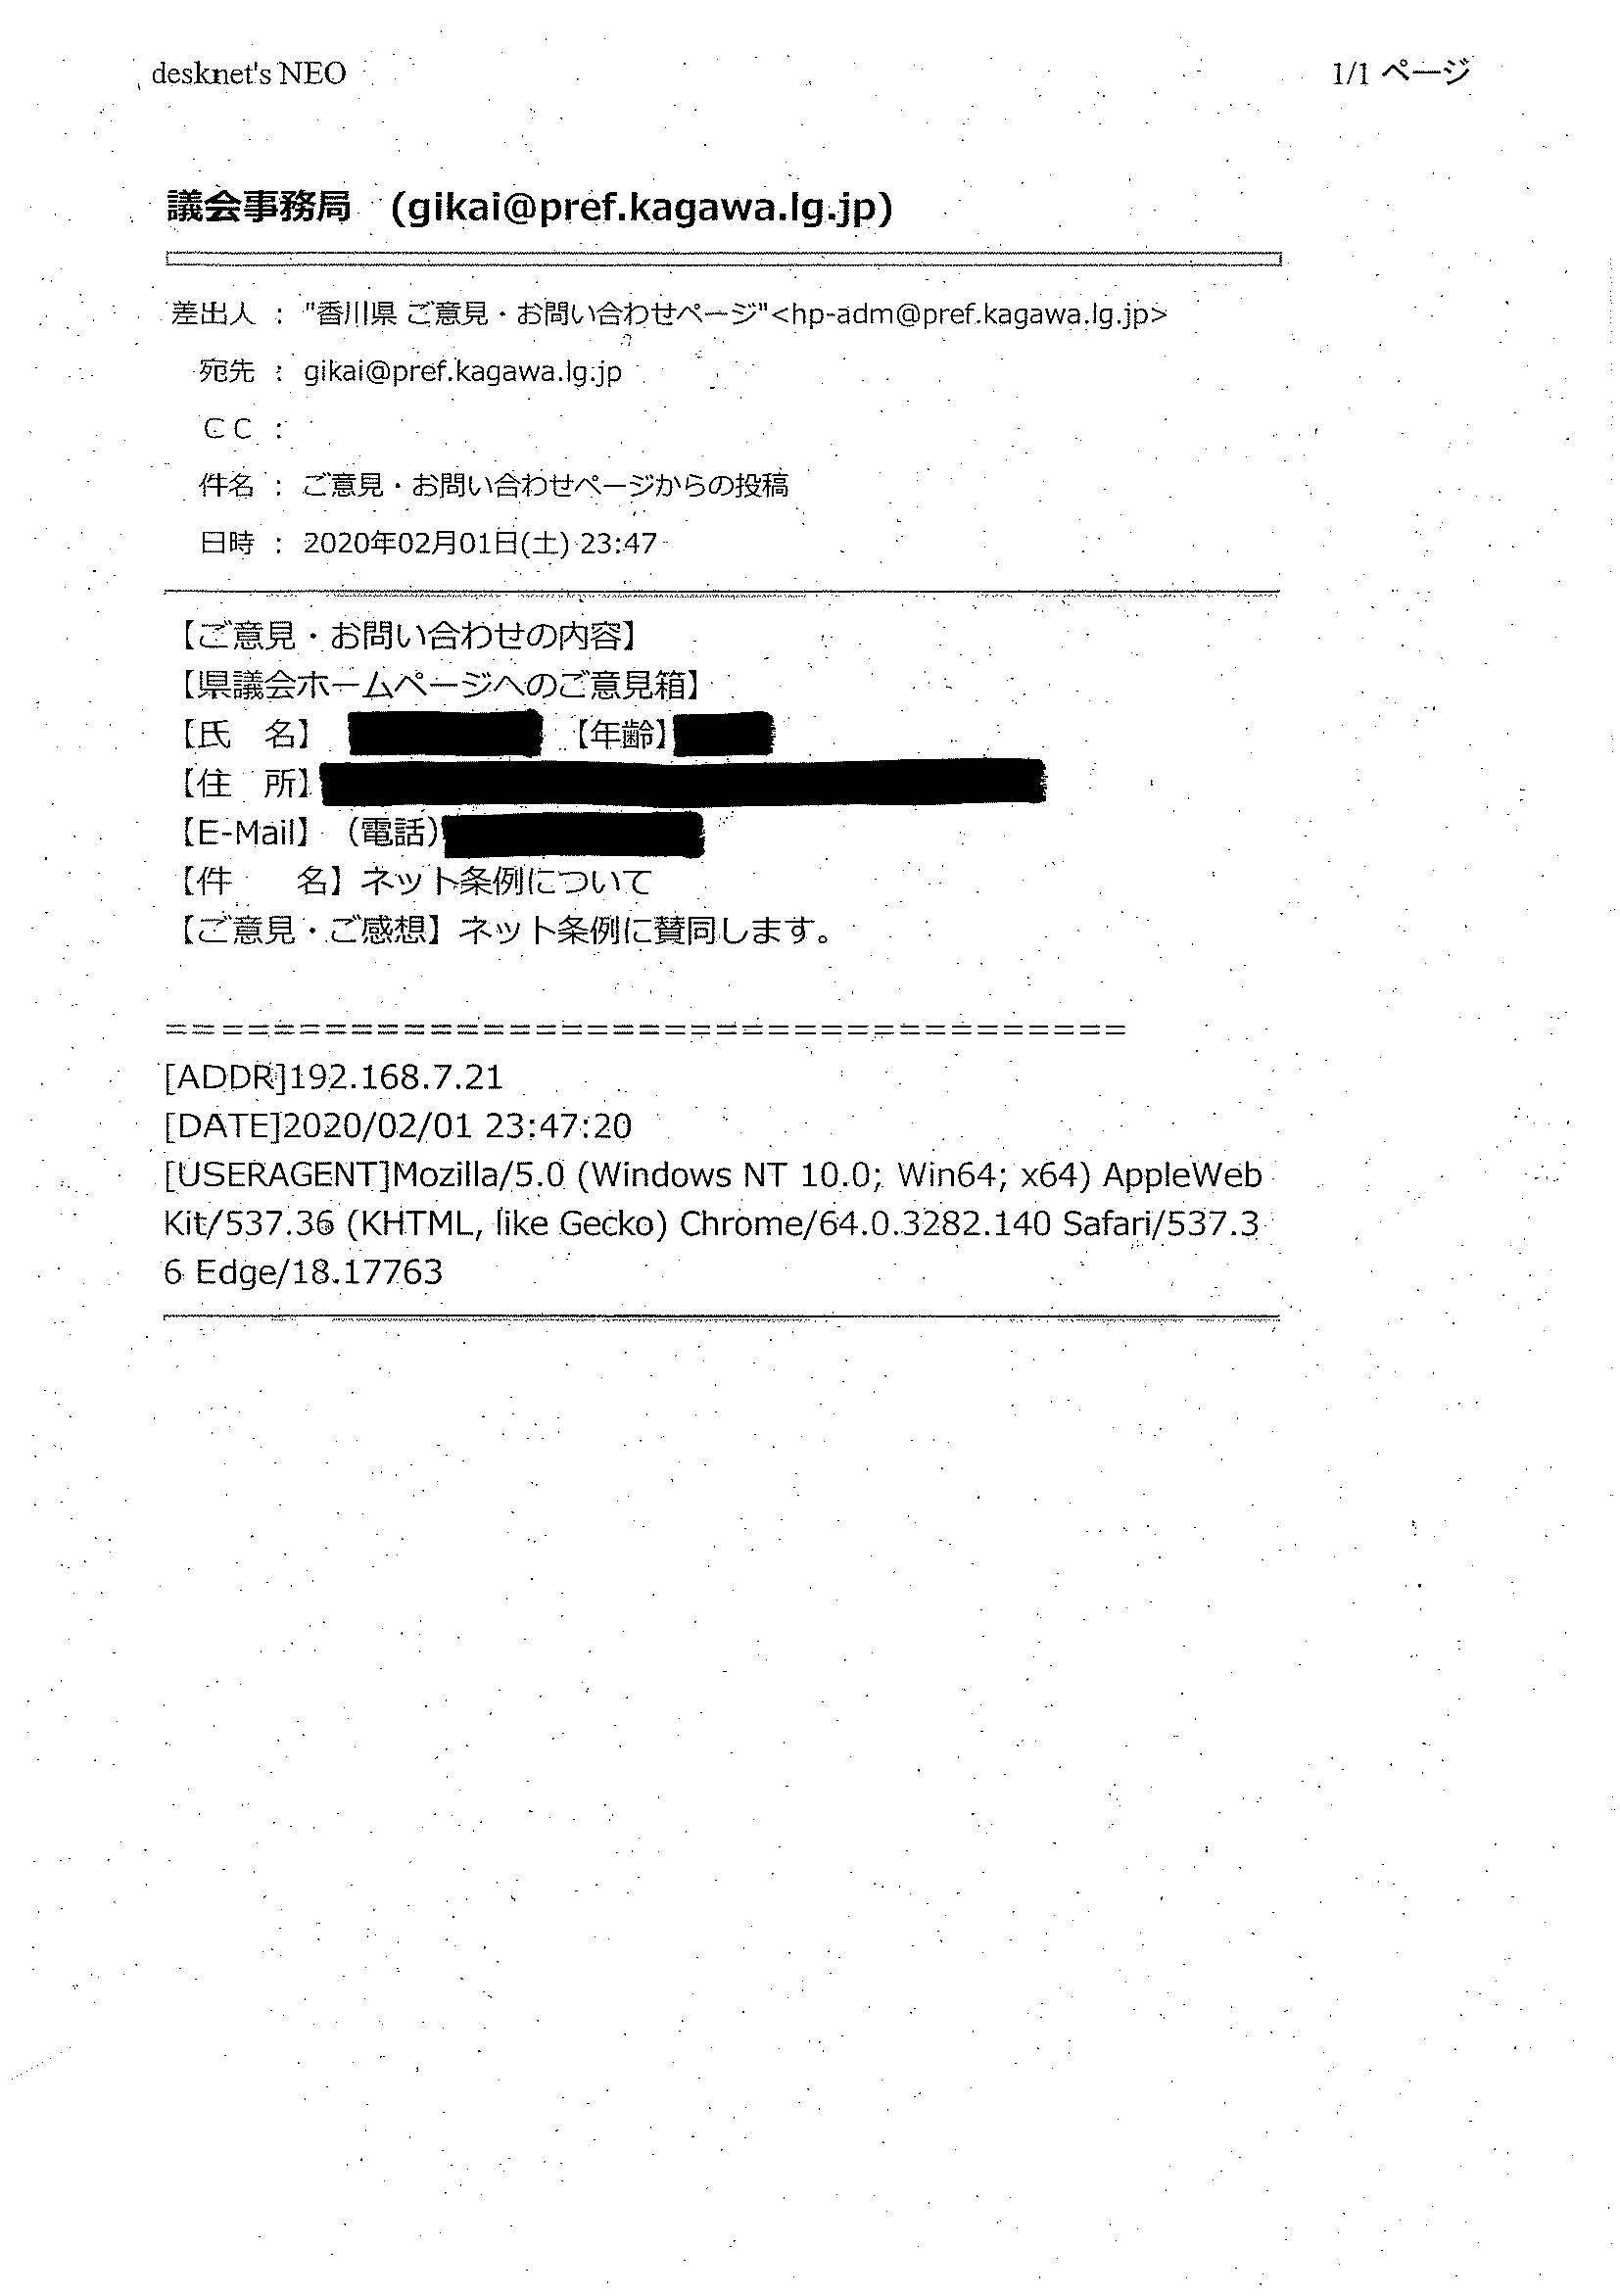 desknet's NEO
1/1 ページ
議会事務局 (gikai@pref.kagawa.lg.jp)
差出人 : "香川県 ご意見・お問い合わせページ"<hp-adm@pref.kagawa.lg.jp>
宛先 : gikai@pref.kagawa.lg.jp
CC :
件名 : ご意見・お問い合わせページからの投稿
日時 : 2020年02月01日(土) 23:47
【ご意見・お問い合わせの内容】
【県議会ホームページへのご意見箱】
【氏　名】 【年齢】
【住　所】
【E-Mail】（電話）
【件　　名】ネット条例について
【ご意見・ご感想】ネット条例に賛同します。
=====================================
[ADDR]192.168.7.21
[DATE]2020/02/01 23:47:20
[USERAGENT]Mozilla/5.0 (Windows NT 10.0; Win64; x64) AppleWeb
Kit/537.36 (KHTML, like Gecko) Chrome/64.0.3282.140 Safari/537.3
6 Edge/18.17763